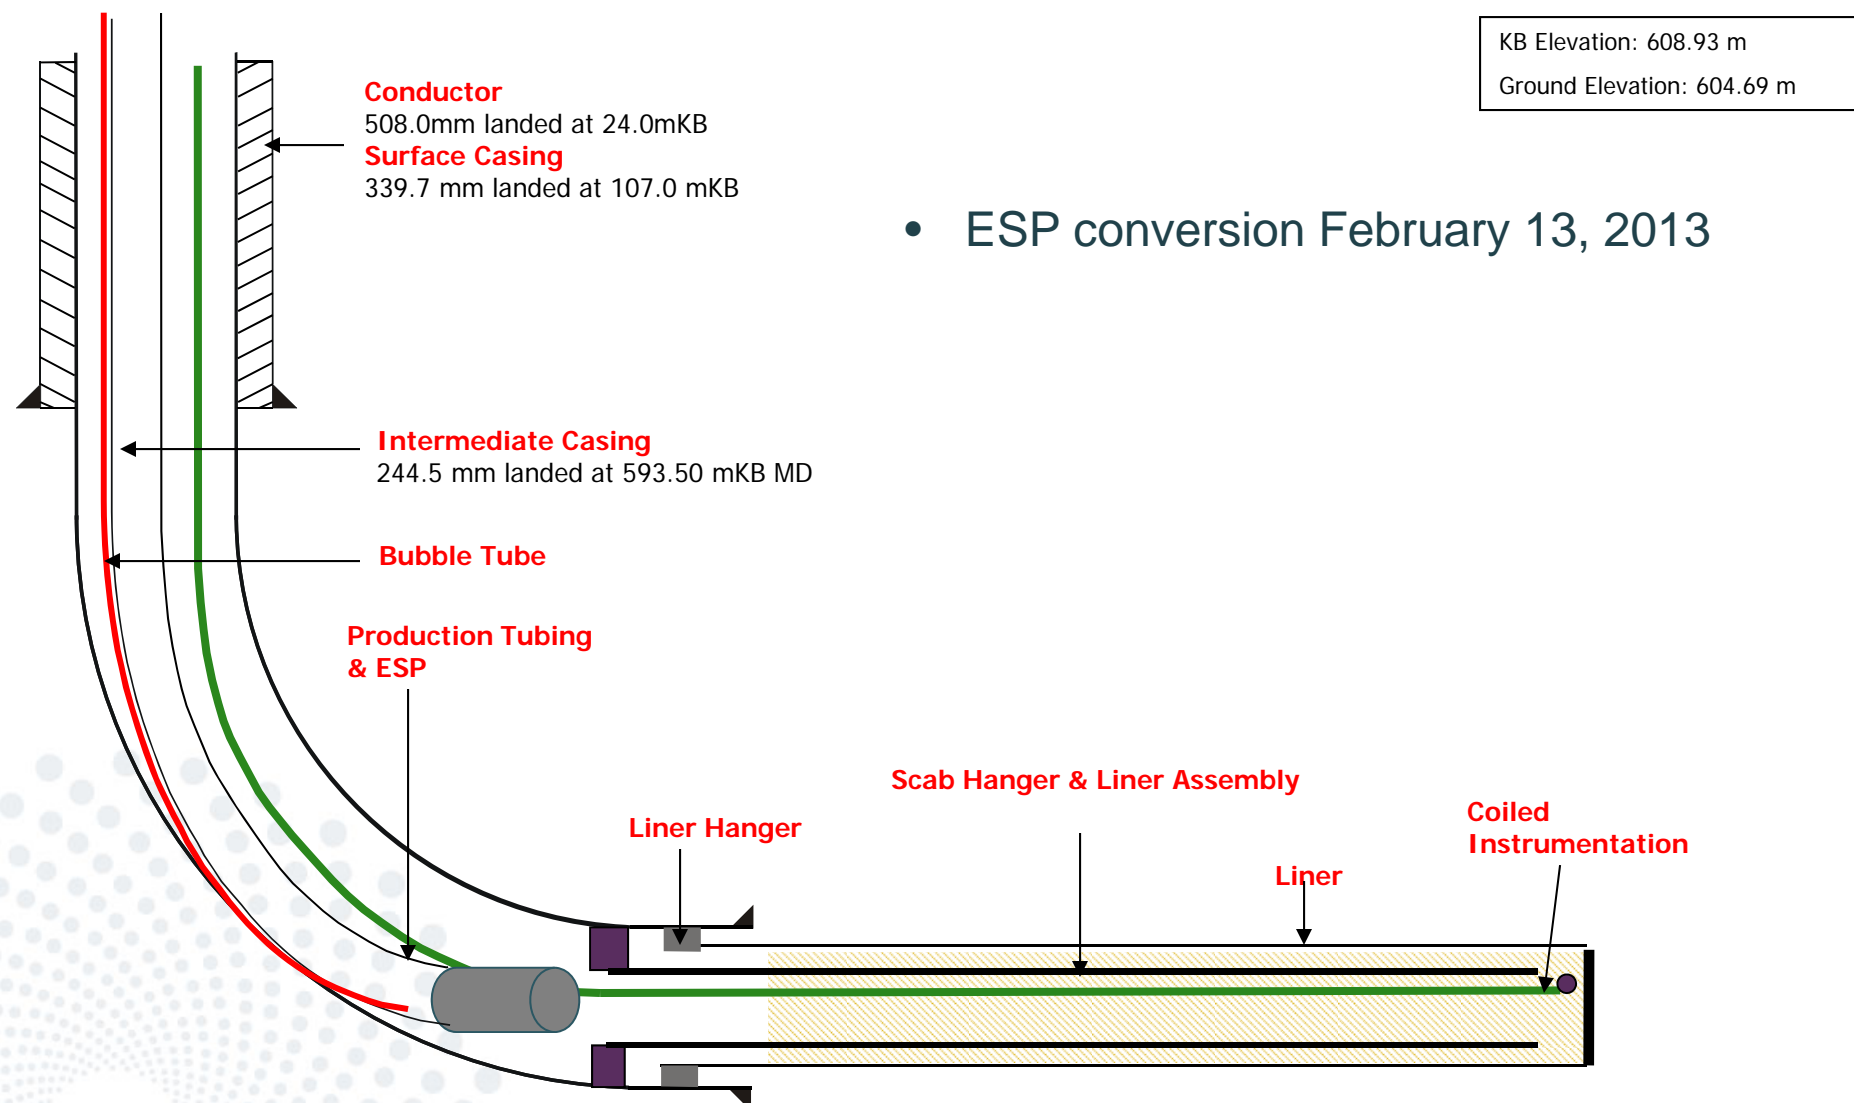 KB Elevation: 608.93 m
Ground Elevation: 604.69 m
Conductor
508.0mm landed at 24.0mKB
Surface Casing
339.7 mm landed at 107.0 mKB
• ESP conversion February 13, 2013
Intermediate Casing
244.5 mm landed at 593.50 mKB MD
Bubble Tube
Production Tubing
& ESP
Scab Hanger & Liner Assembly
Liner Hanger
Coiled
Instrumentation
Liner